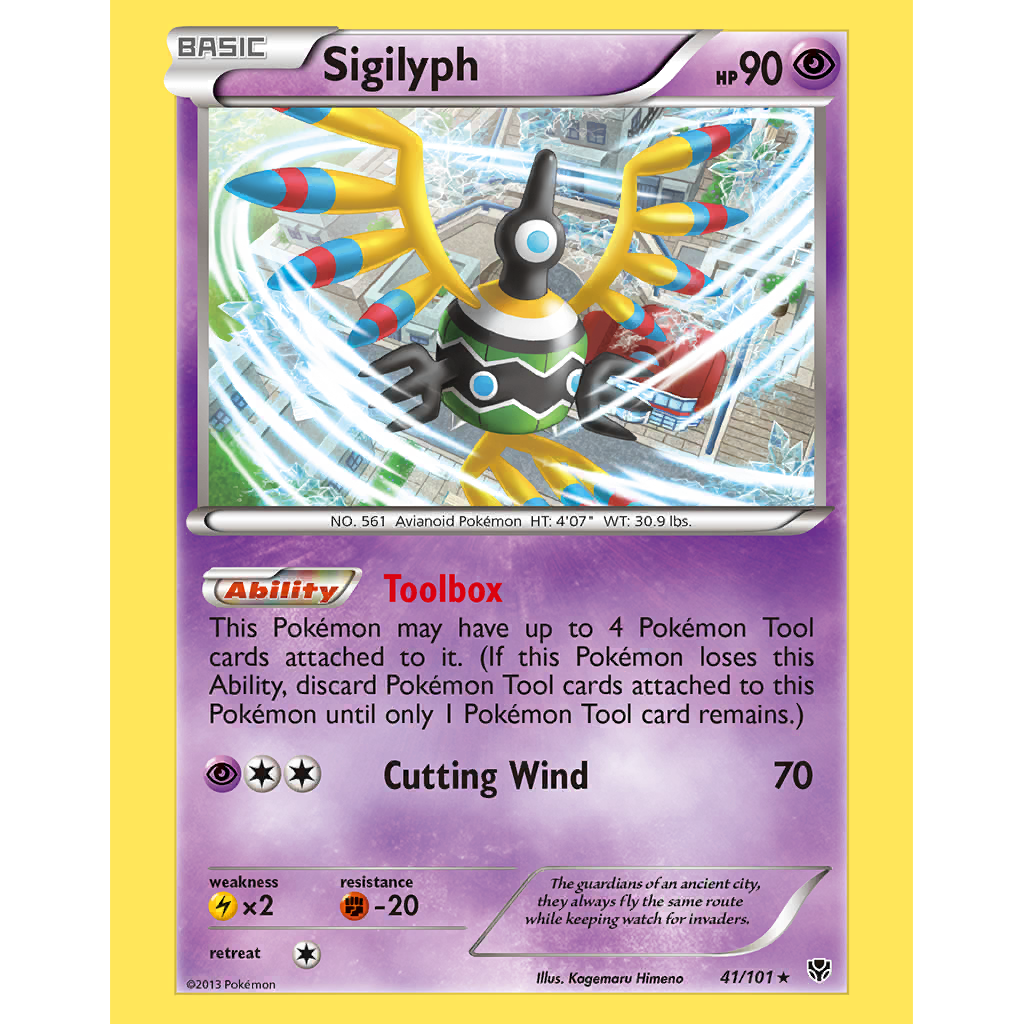 BASIC
Sigilyph
HP 90
NO. 561 Avianoid Pokémon HT: 4'07" WT: 30.9 lbs.
Ability Toolbox
This Pokémon may have up to 4 Pokémon Tool
cards attached to it. (If this Pokémon loses this
Ability, discard Pokémon Tool cards attached to this
Pokémon until only 1 Pokémon Tool card remains.)
Cutting Wind 70
weakness
×2
resistance
-20
retreat
The guardians of an ancient city,
they always fly the same route
while keeping watch for invaders.
Illus. Kagemaru Himeno
41/101 ★
©2013 Pokémon